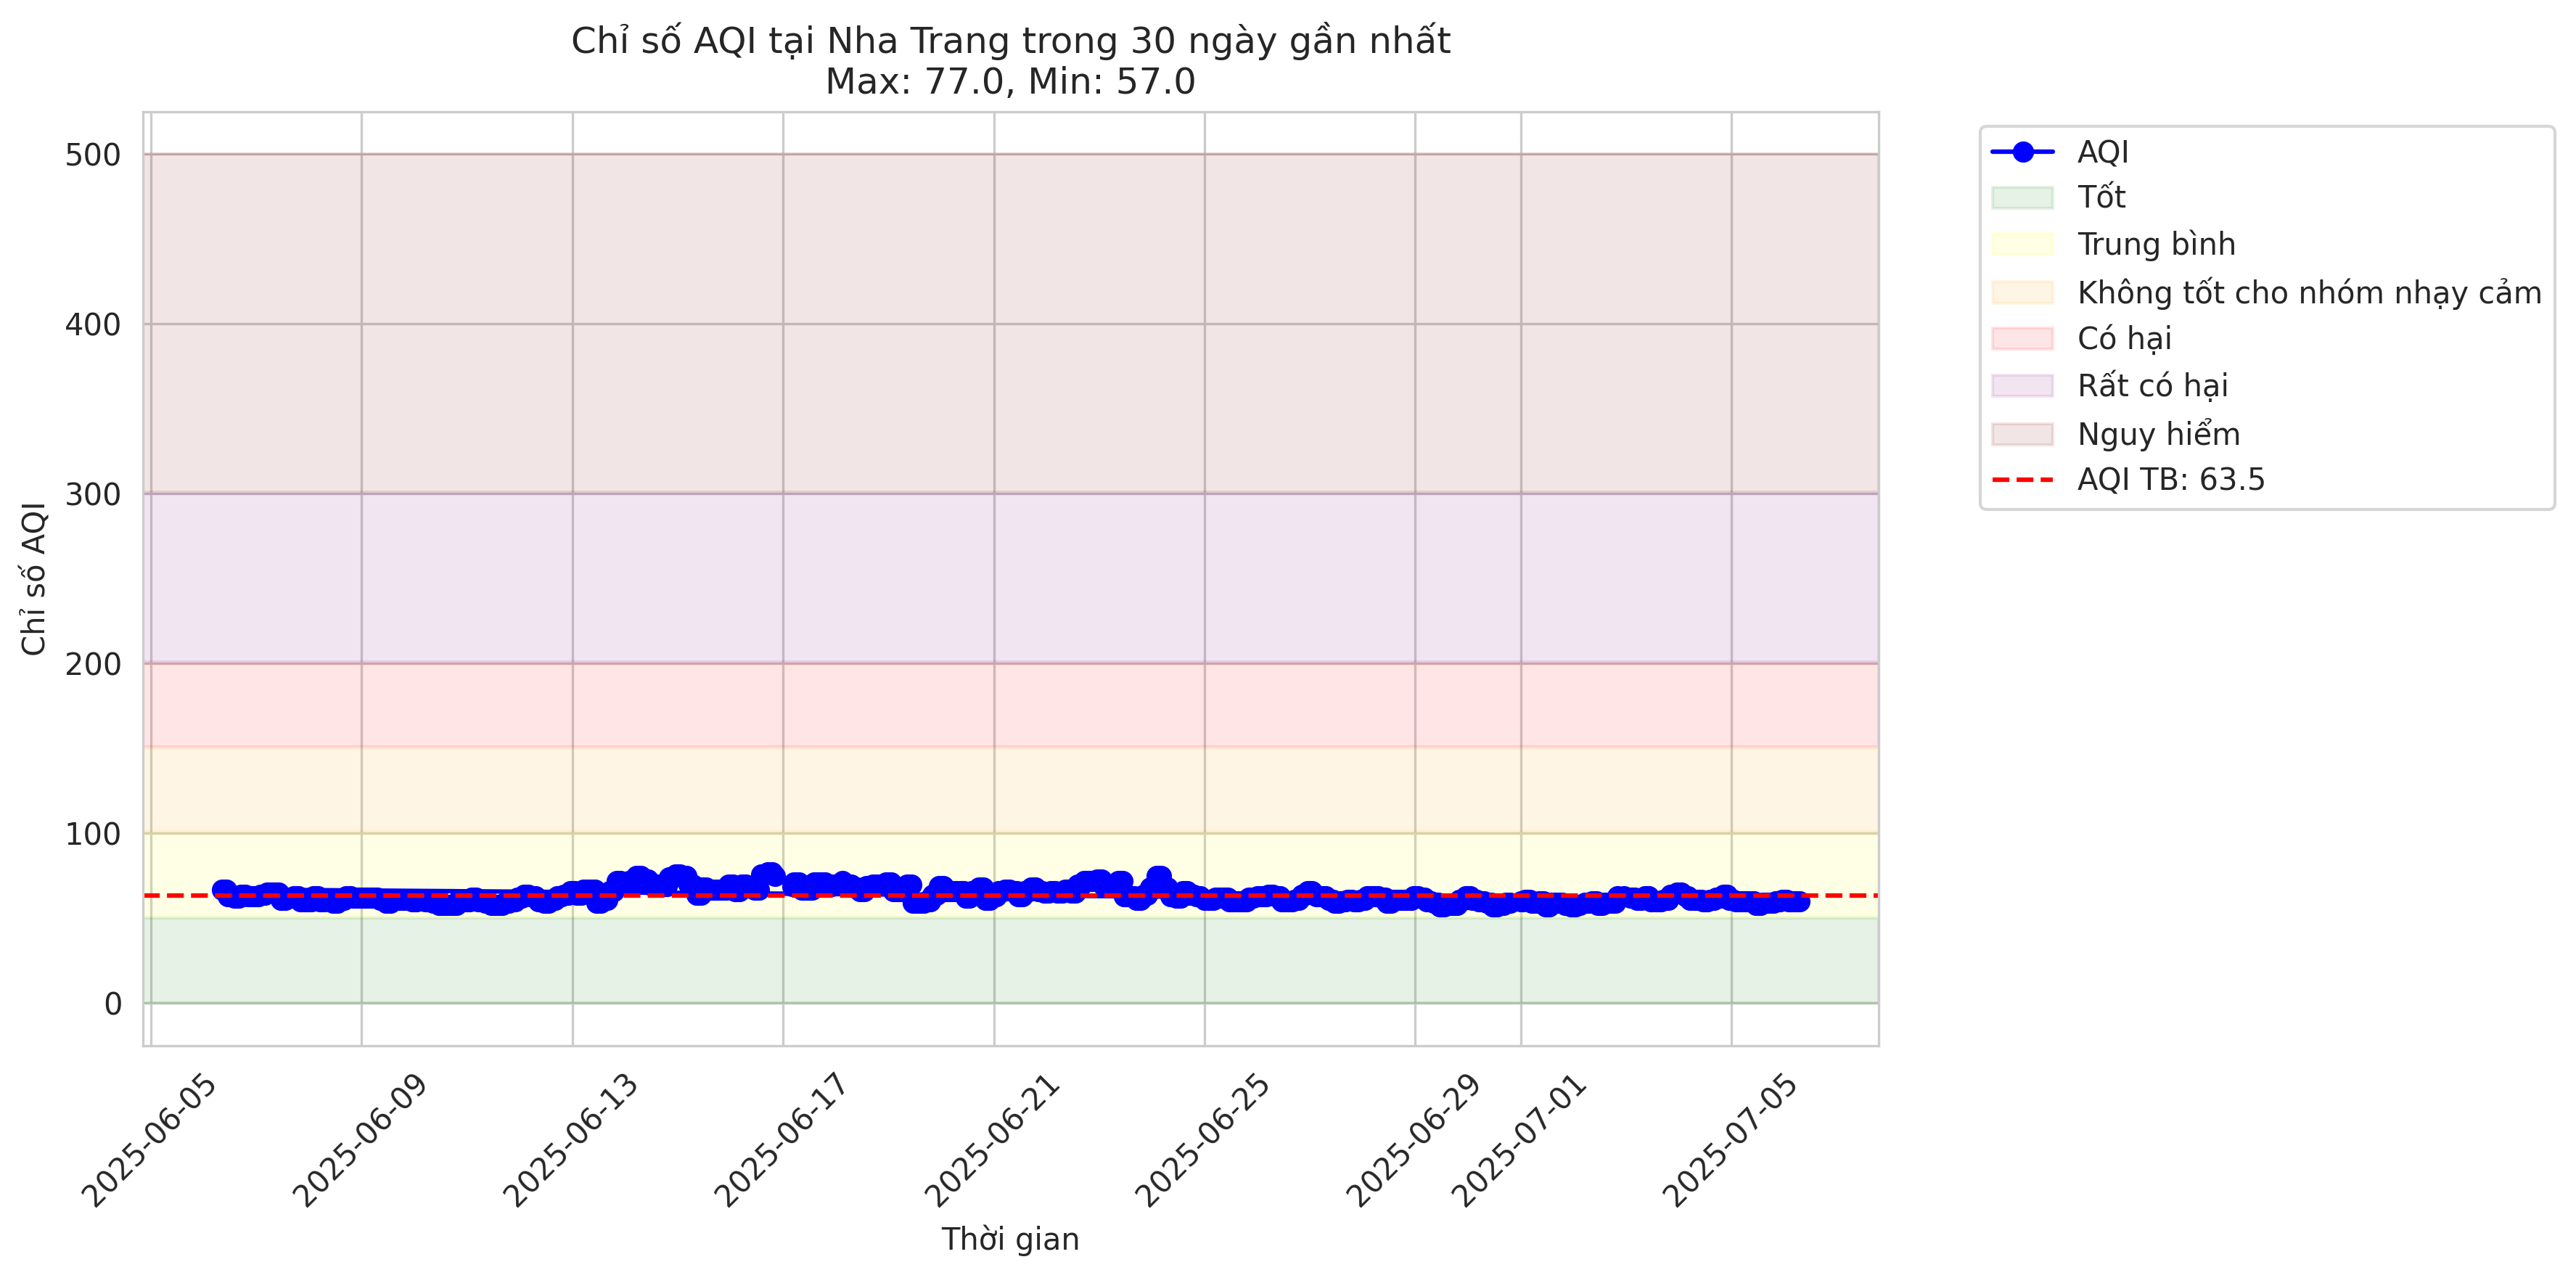 Chỉ số AQI tại Nha Trang trong 30 ngày gần nhất
Max: 77.0, Min: 57.0
Chỉ số AQI
500
400
300
200
100
0
2025-06-05
2025-06-09
2025-06-13
2025-06-17
2025-06-21
2025-06-25
2025-06-29
2025-07-01
2025-07-05
Thời gian
AQI
Tốt
Trung bình
Không tốt cho nhóm nhạy cảm
Có hại
Rất có hại
Nguy hiểm
AQI TB: 63.5